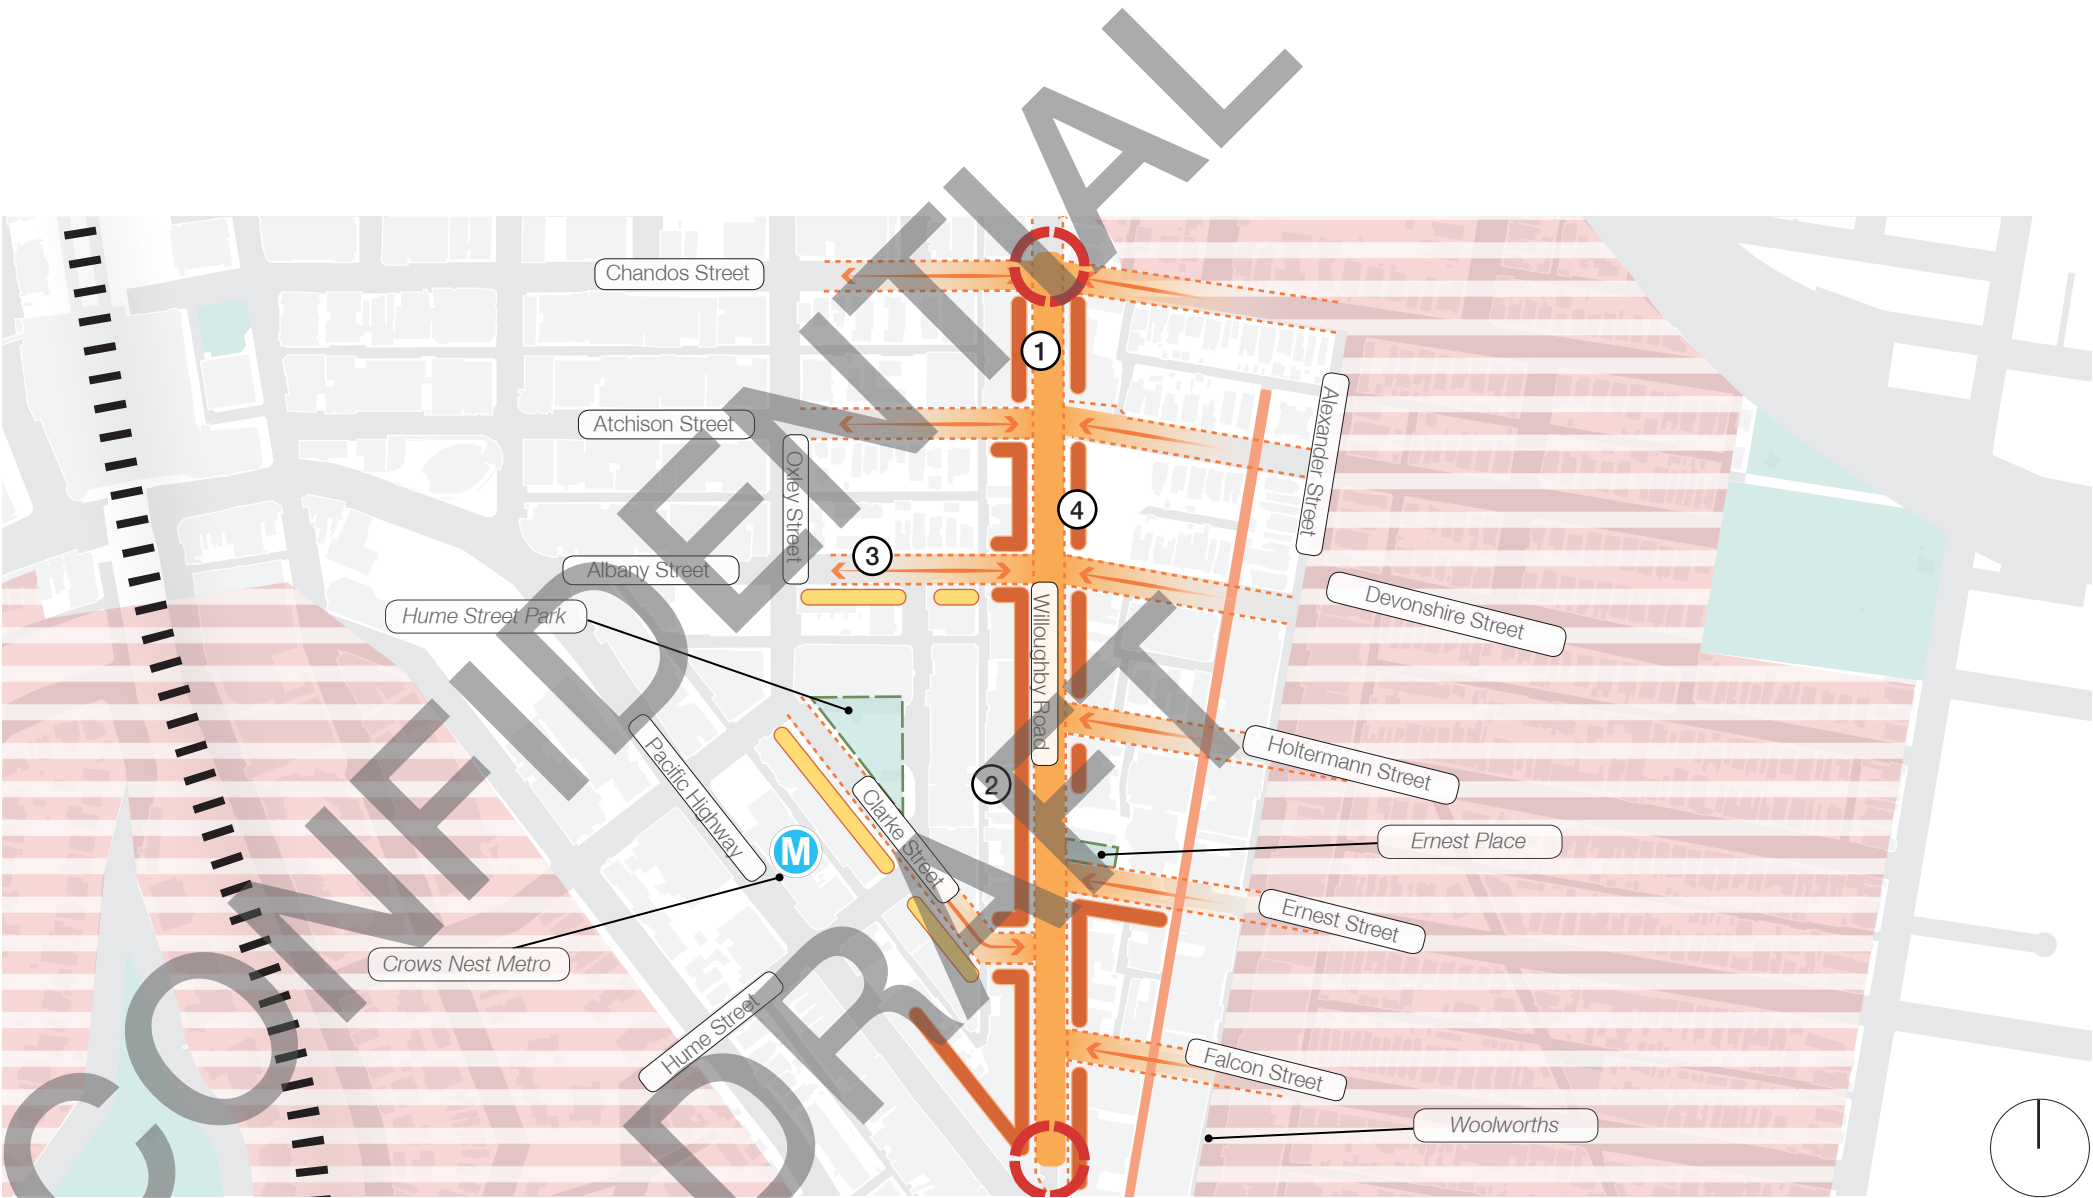 CONFIDENTIAL
DRAFT
Chandos Street
1
Atchison Street
Alexander Street
Oxley Street
4
3
Albany Street
Hume Street Park
Devonshire Street
Willoughby Road
Pacific Highway
Holtermann Street
2
Clarke Street
M
Ernest Place
Ernest Street
Crows Nest Metro
Hume Street
Falcon Street
Woolworths